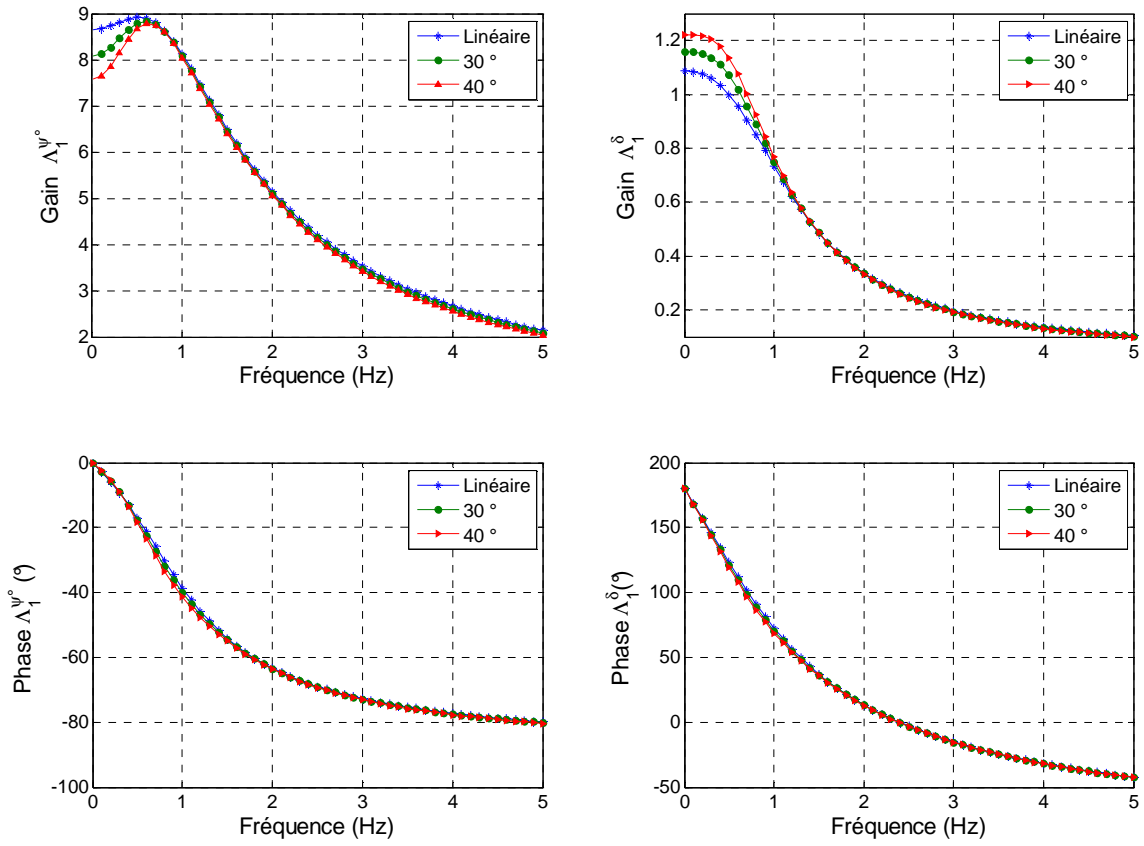 9
8
7
6
5
4
3
2
0 1 2 3 4 5
Gain Λ₁^ψ°
Fréquence (Hz)
Linéaire
30 °
40 °
1.2
1
0.8
0.6
0.4
0.2
0 1 2 3 4 5
Gain Λ₁^δ
Fréquence (Hz)
Linéaire
30 °
40 °
0
-20
-40
-60
-80
-100
0 1 2 3 4 5
Phase Λ₁^ψ° (°)
Fréquence (Hz)
Linéaire
30 °
40 °
200
150
100
50
0
-50
0 1 2 3 4 5
Phase Λ₁^δ(°)
Fréquence (Hz)
Linéaire
30 °
40 °